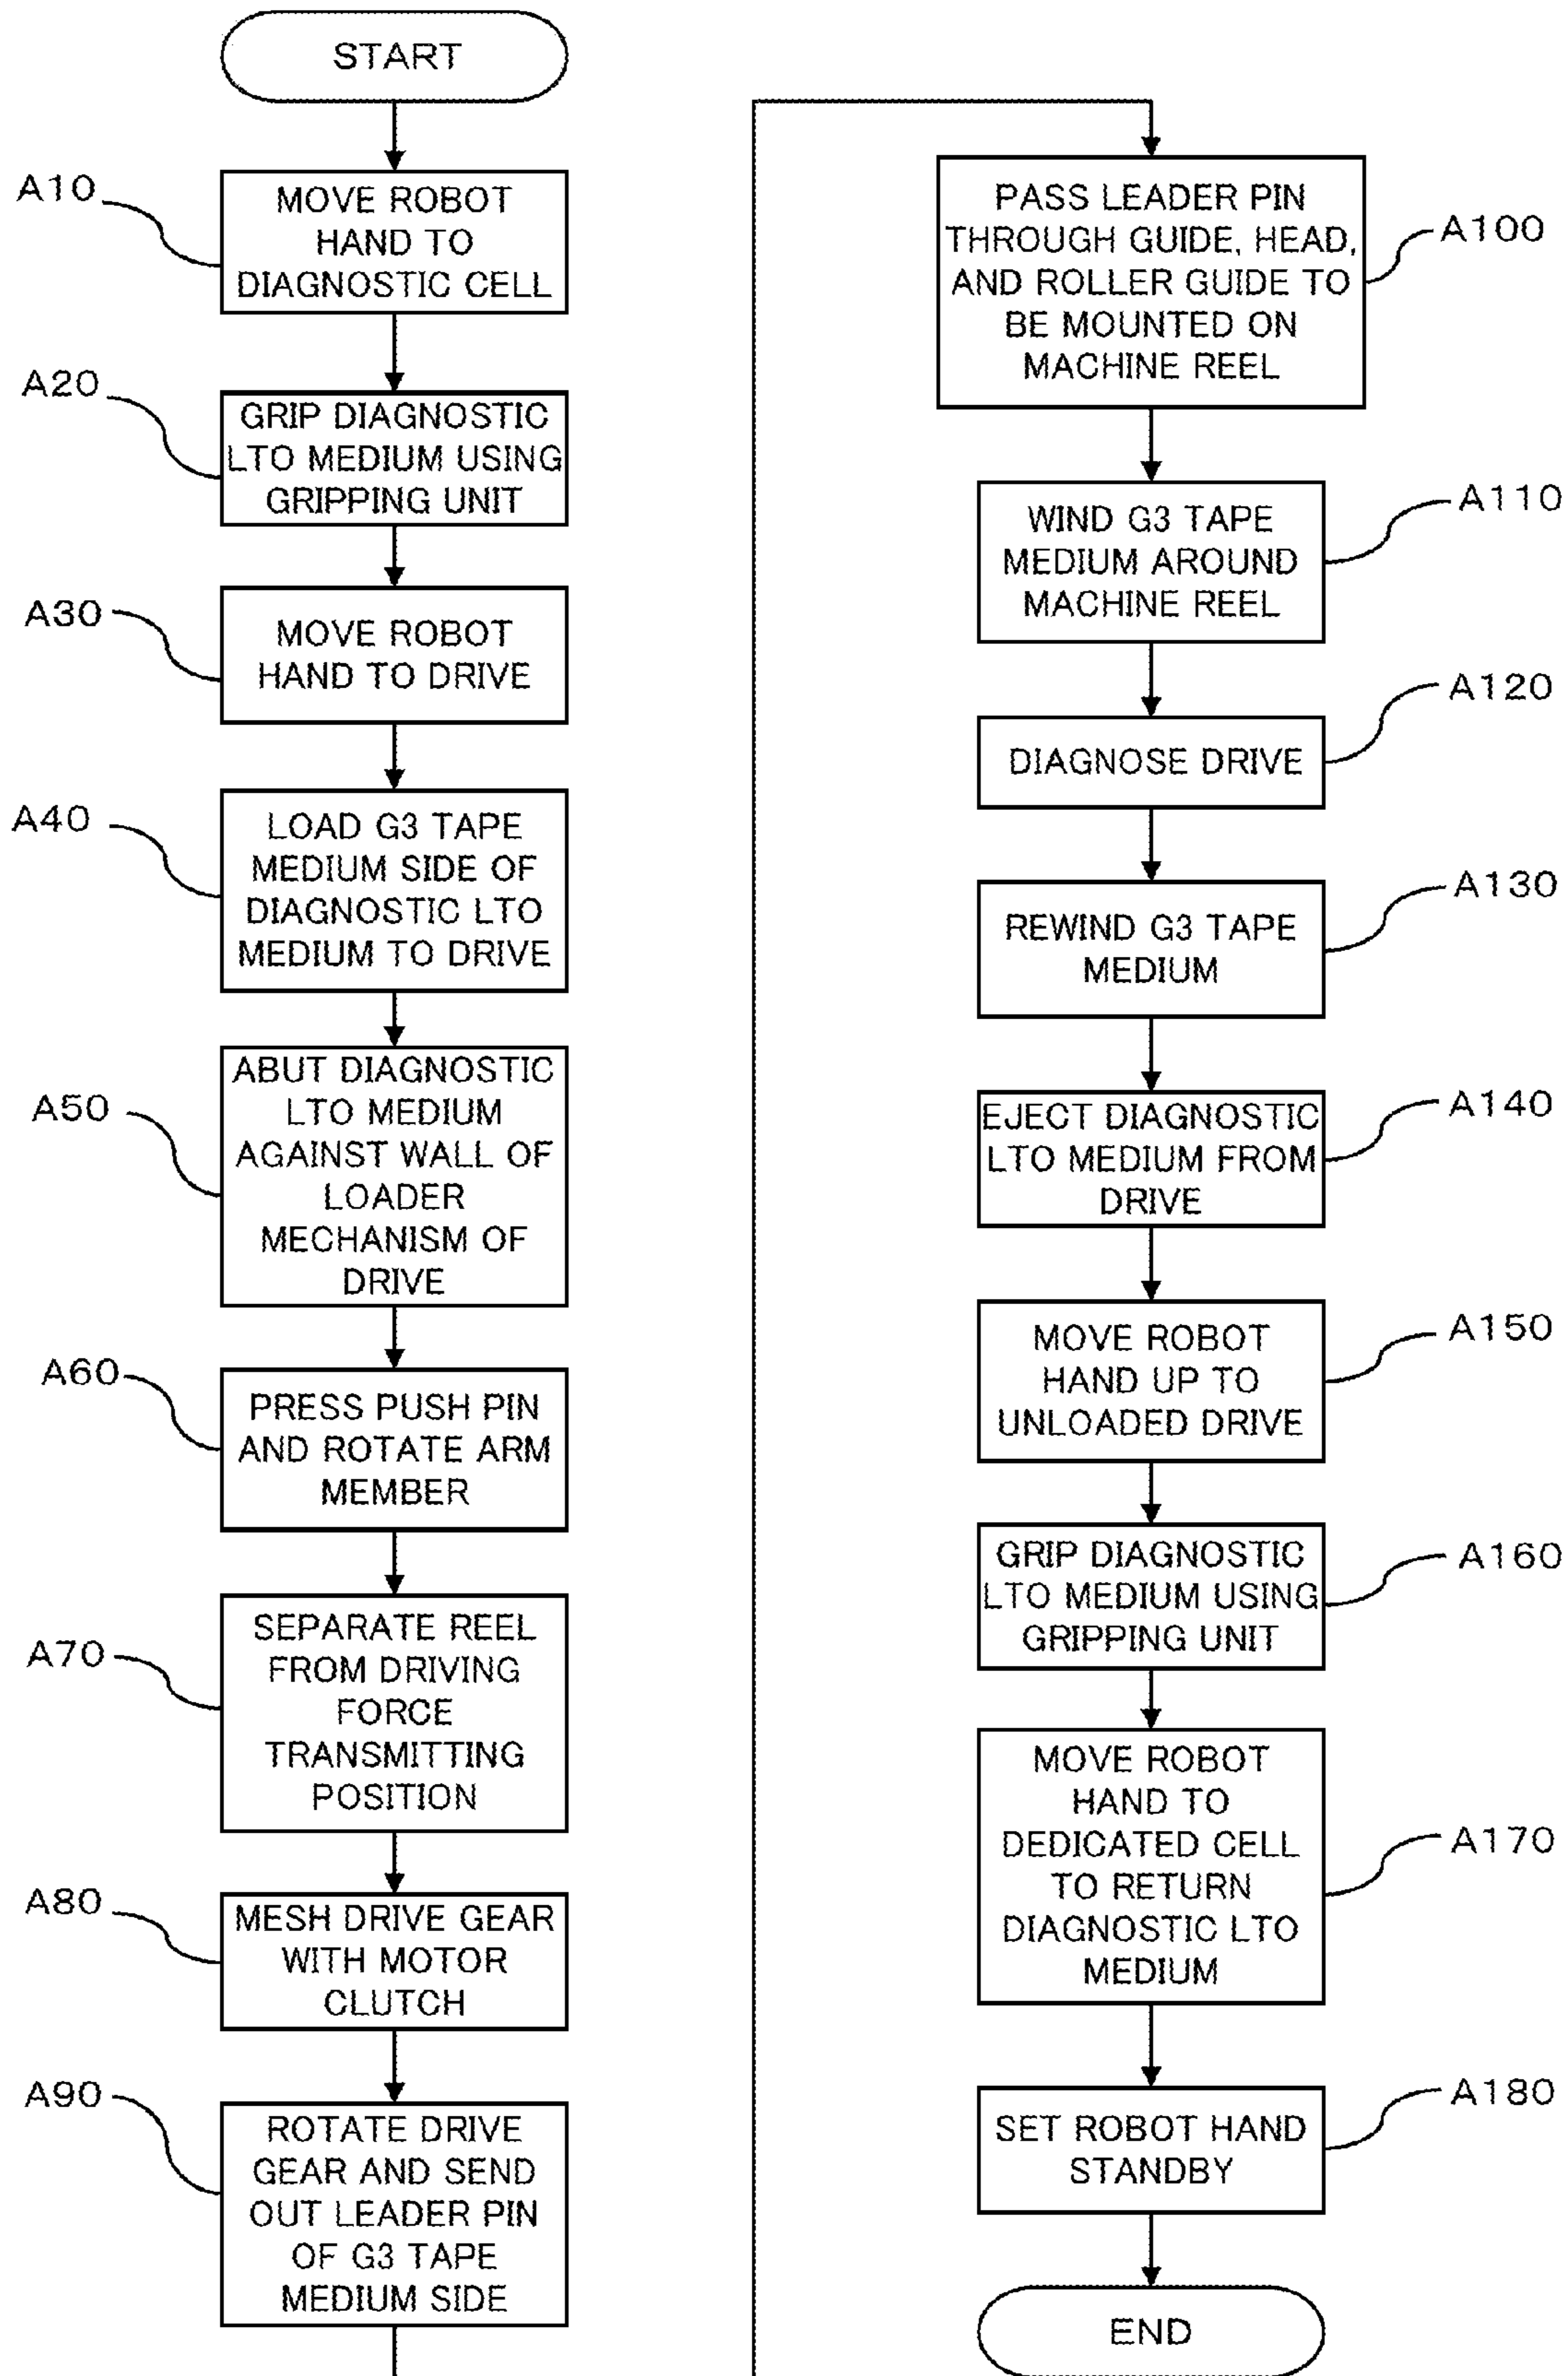 START
A10
MOVE ROBOT
HAND TO
DIAGNOSTIC CELL
A20
GRIP DIAGNOSTIC
LTO MEDIUM USING
GRIPPING UNIT
A30
MOVE ROBOT
HAND TO DRIVE
A40
LOAD G3 TAPE
MEDIUM SIDE OF
DIAGNOSTIC LTO
MEDIUM TO DRIVE
A50
ABUT DIAGNOSTIC
LTO MEDIUM
AGAINST WALL OF
LOADER
MECHANISM OF
DRIVE
A60
PRESS PUSH PIN
AND ROTATE ARM
MEMBER
A70
SEPARATE REEL
FROM DRIVING
FORCE
TRANSMITTING
POSITION
A80
MESH DRIVE GEAR
WITH MOTOR
CLUTCH
A90
ROTATE DRIVE
GEAR AND SEND
OUT LEADER PIN
OF G3 TAPE
MEDIUM SIDE
PASS LEADER PIN
THROUGH GUIDE, HEAD,
AND ROLLER GUIDE TO
BE MOUNTED ON
MACHINE REEL
A100
WIND G3 TAPE
MEDIUM AROUND
MACHINE REEL
A110
DIAGNOSE DRIVE
A120
REWIND G3 TAPE
MEDIUM
A130
EJECT DIAGNOSTIC
LTO MEDIUM FROM
DRIVE
A140
MOVE ROBOT
HAND UP TO
UNLOADED DRIVE
A150
GRIP DIAGNOSTIC
LTO MEDIUM USING
GRIPPING UNIT
A160
MOVE ROBOT
HAND TO
DEDICATED CELL
TO RETURN
DIAGNOSTIC LTO
MEDIUM
A170
SET ROBOT HAND
STANDBY
A180
END